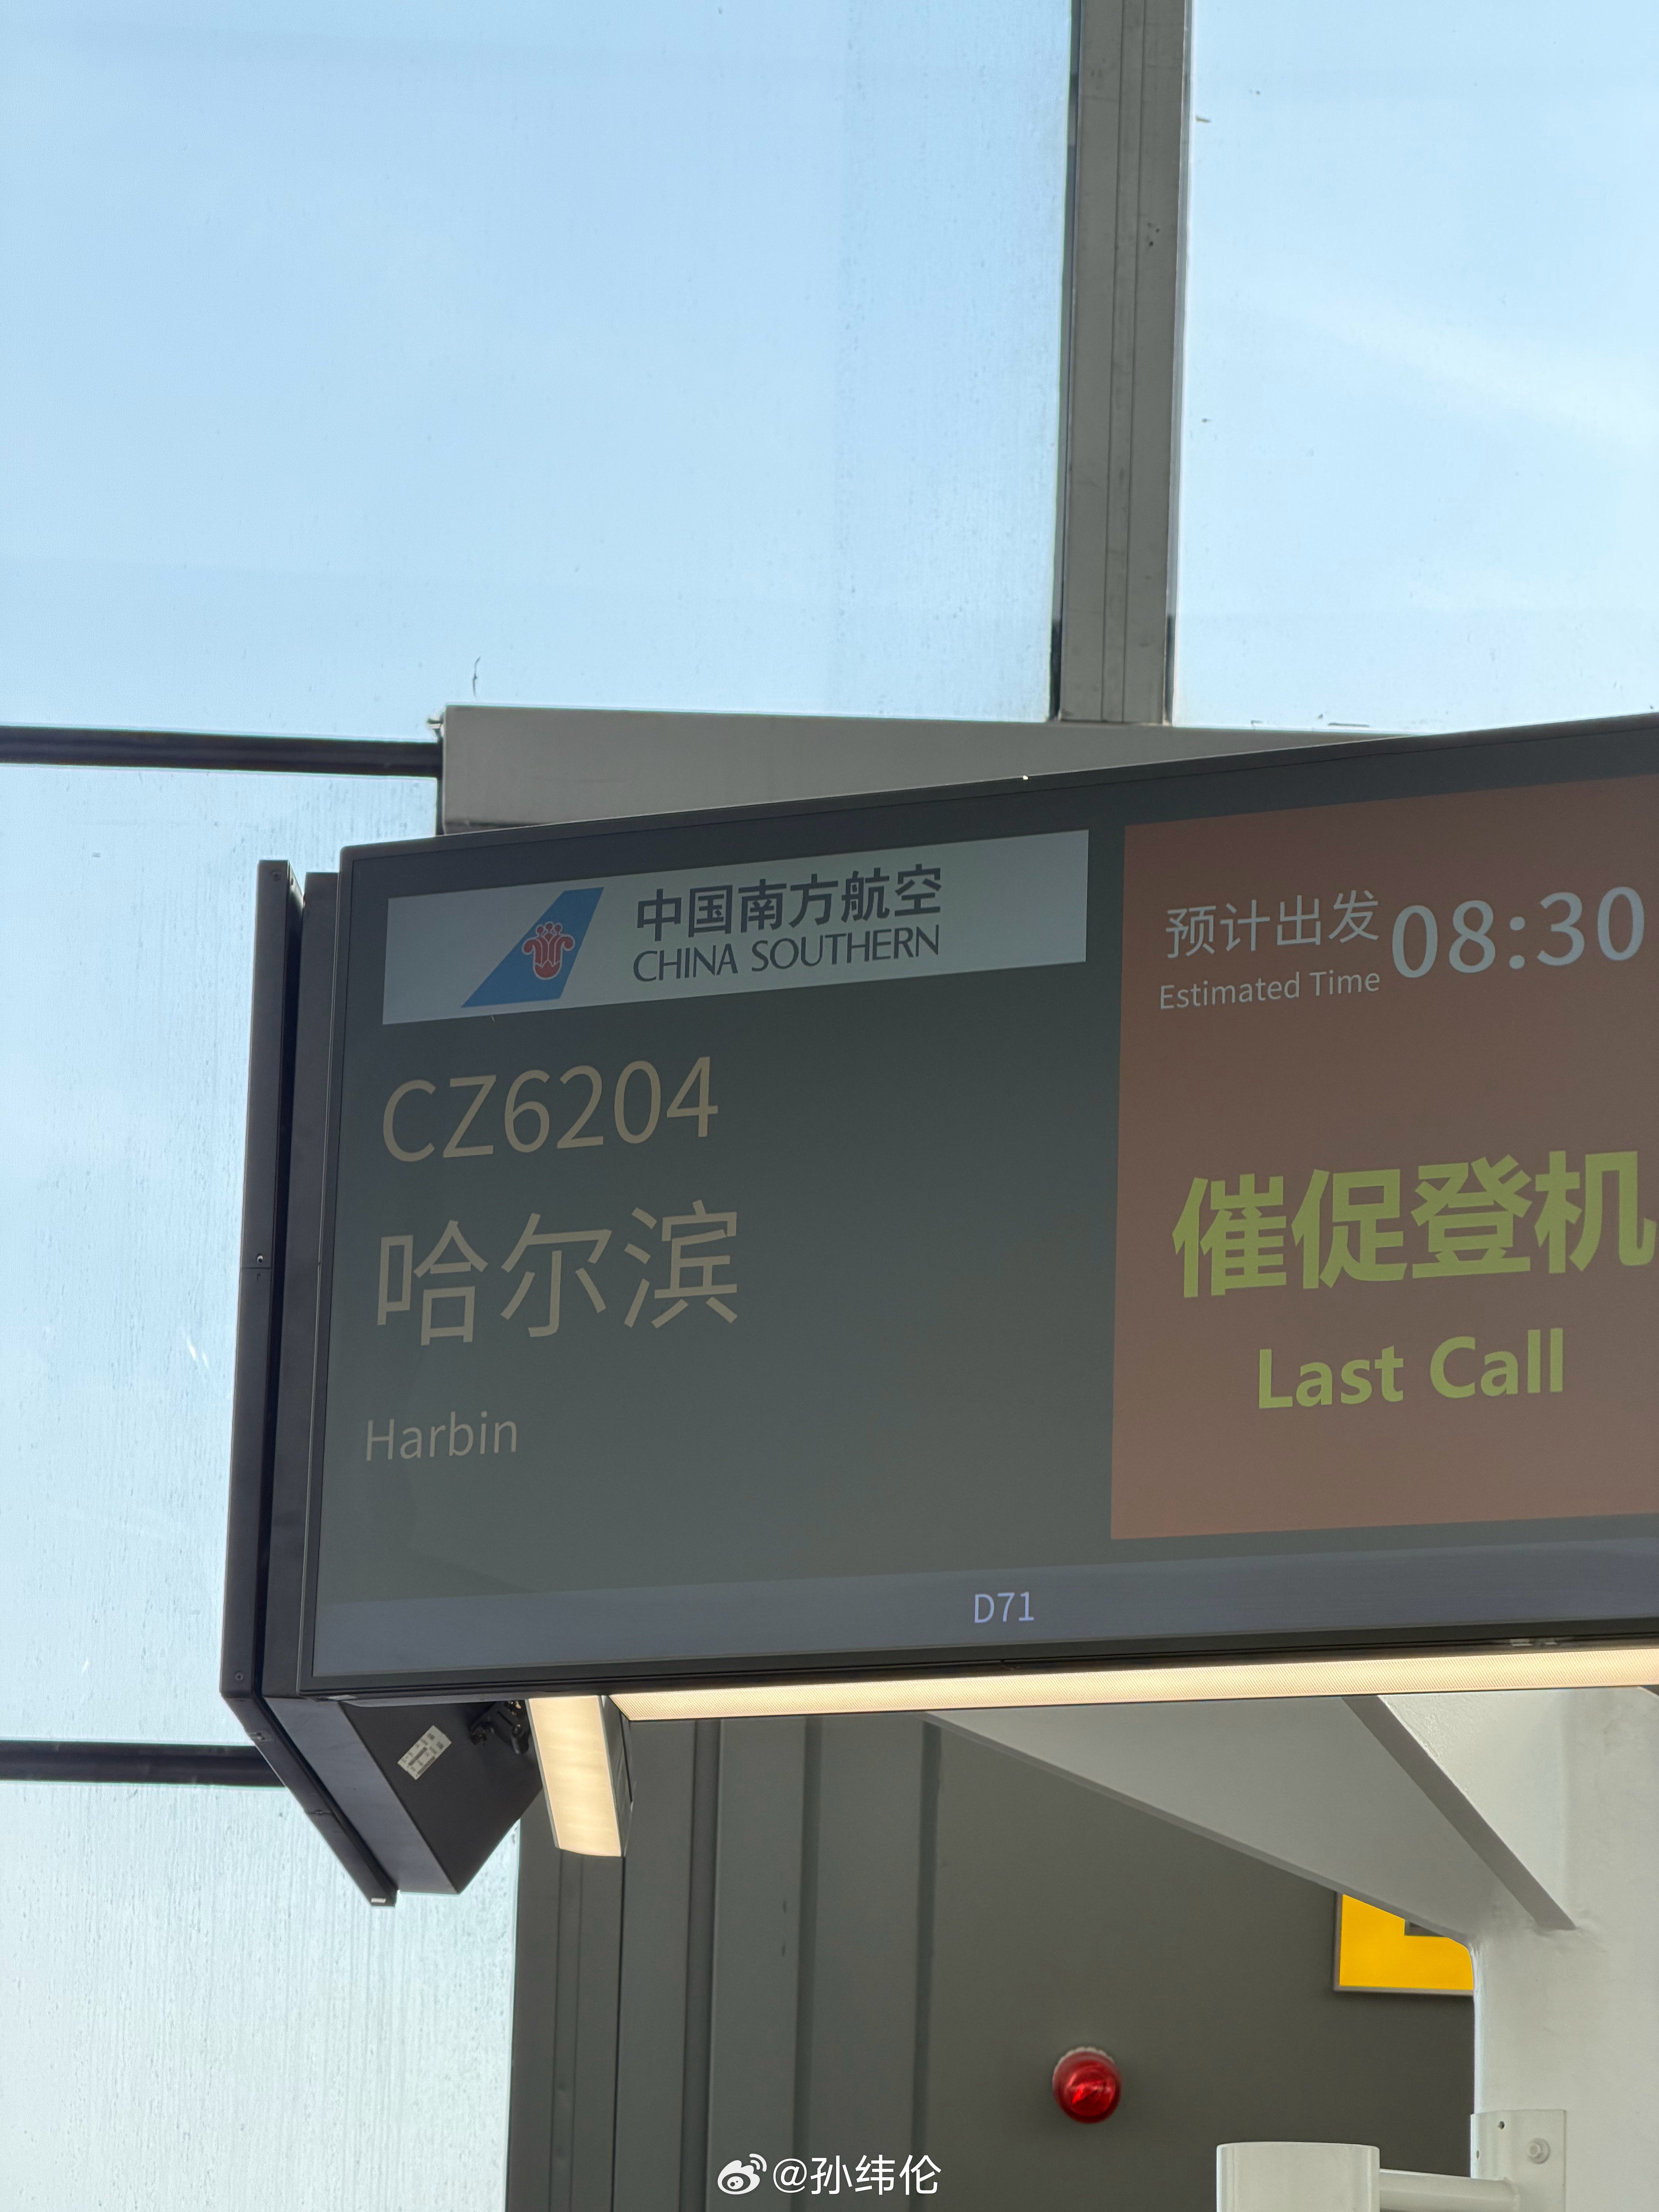 中国南方航空
CHINA SOUTHERN
预计出发 08:30
Estimated Time
CZ6204
哈尔滨
Harbin
催促登机
Last Call
D71
@孙纬伦